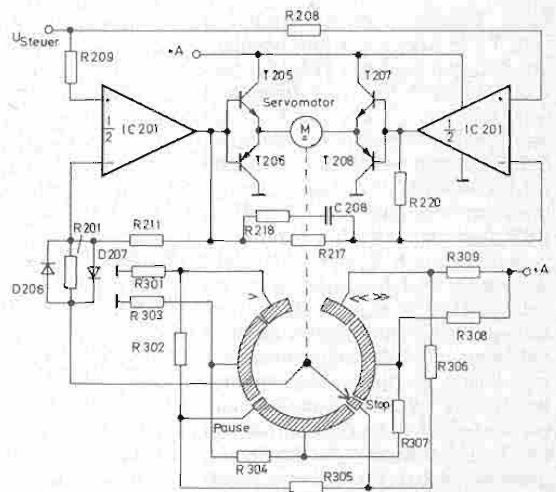 R208
U Steuer
+A
R209
T205
T207
Servomotor
+
+
1/2 IC201
M
1/2 IC201
-
-
T206
T208
C208
R220
R201
R211
R218
D207
R217
R309
+A
D206
R301
>
<< >>
R303
R308
R302
R306
Stop
Pause
R307
R304
R305